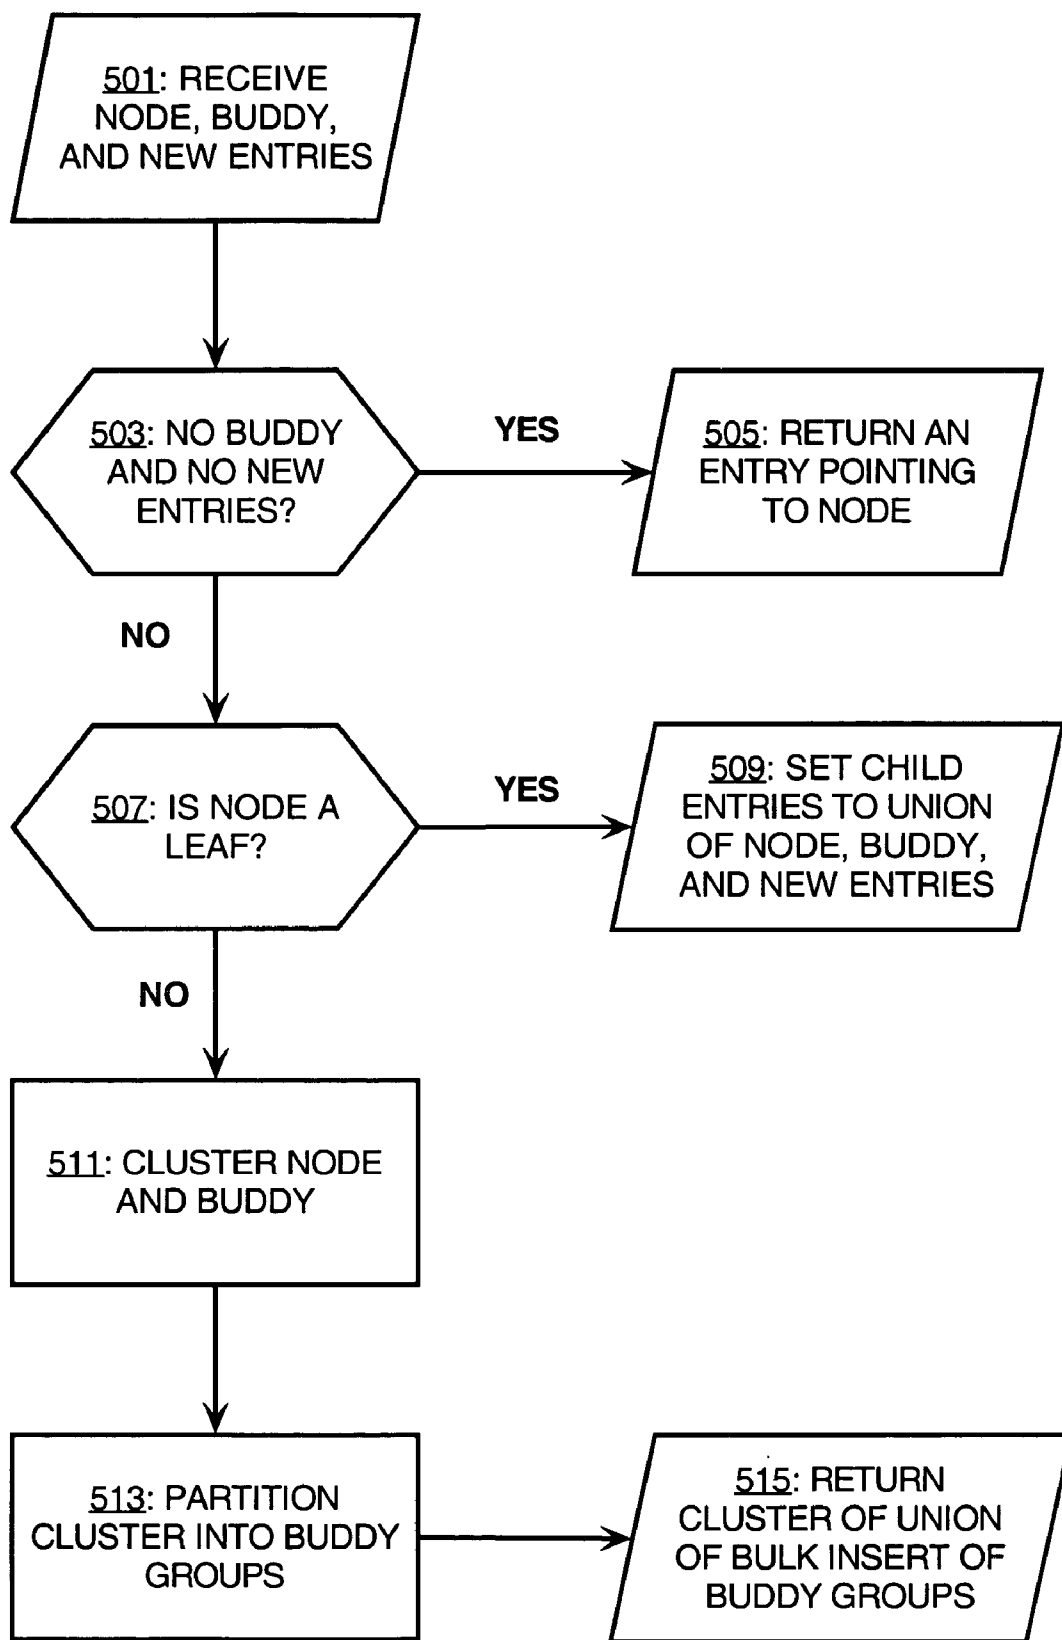 501: RECEIVE
NODE, BUDDY,
AND NEW ENTRIES
503: NO BUDDY
AND NO NEW
ENTRIES?
YES
505: RETURN AN
ENTRY POINTING
TO NODE
NO
507: IS NODE A
LEAF?
YES
509: SET CHILD
ENTRIES TO UNION
OF NODE, BUDDY,
AND NEW ENTRIES
NO
511: CLUSTER NODE
AND BUDDY
513: PARTITION
CLUSTER INTO BUDDY
GROUPS
515: RETURN
CLUSTER OF UNION
OF BULK INSERT OF
BUDDY GROUPS